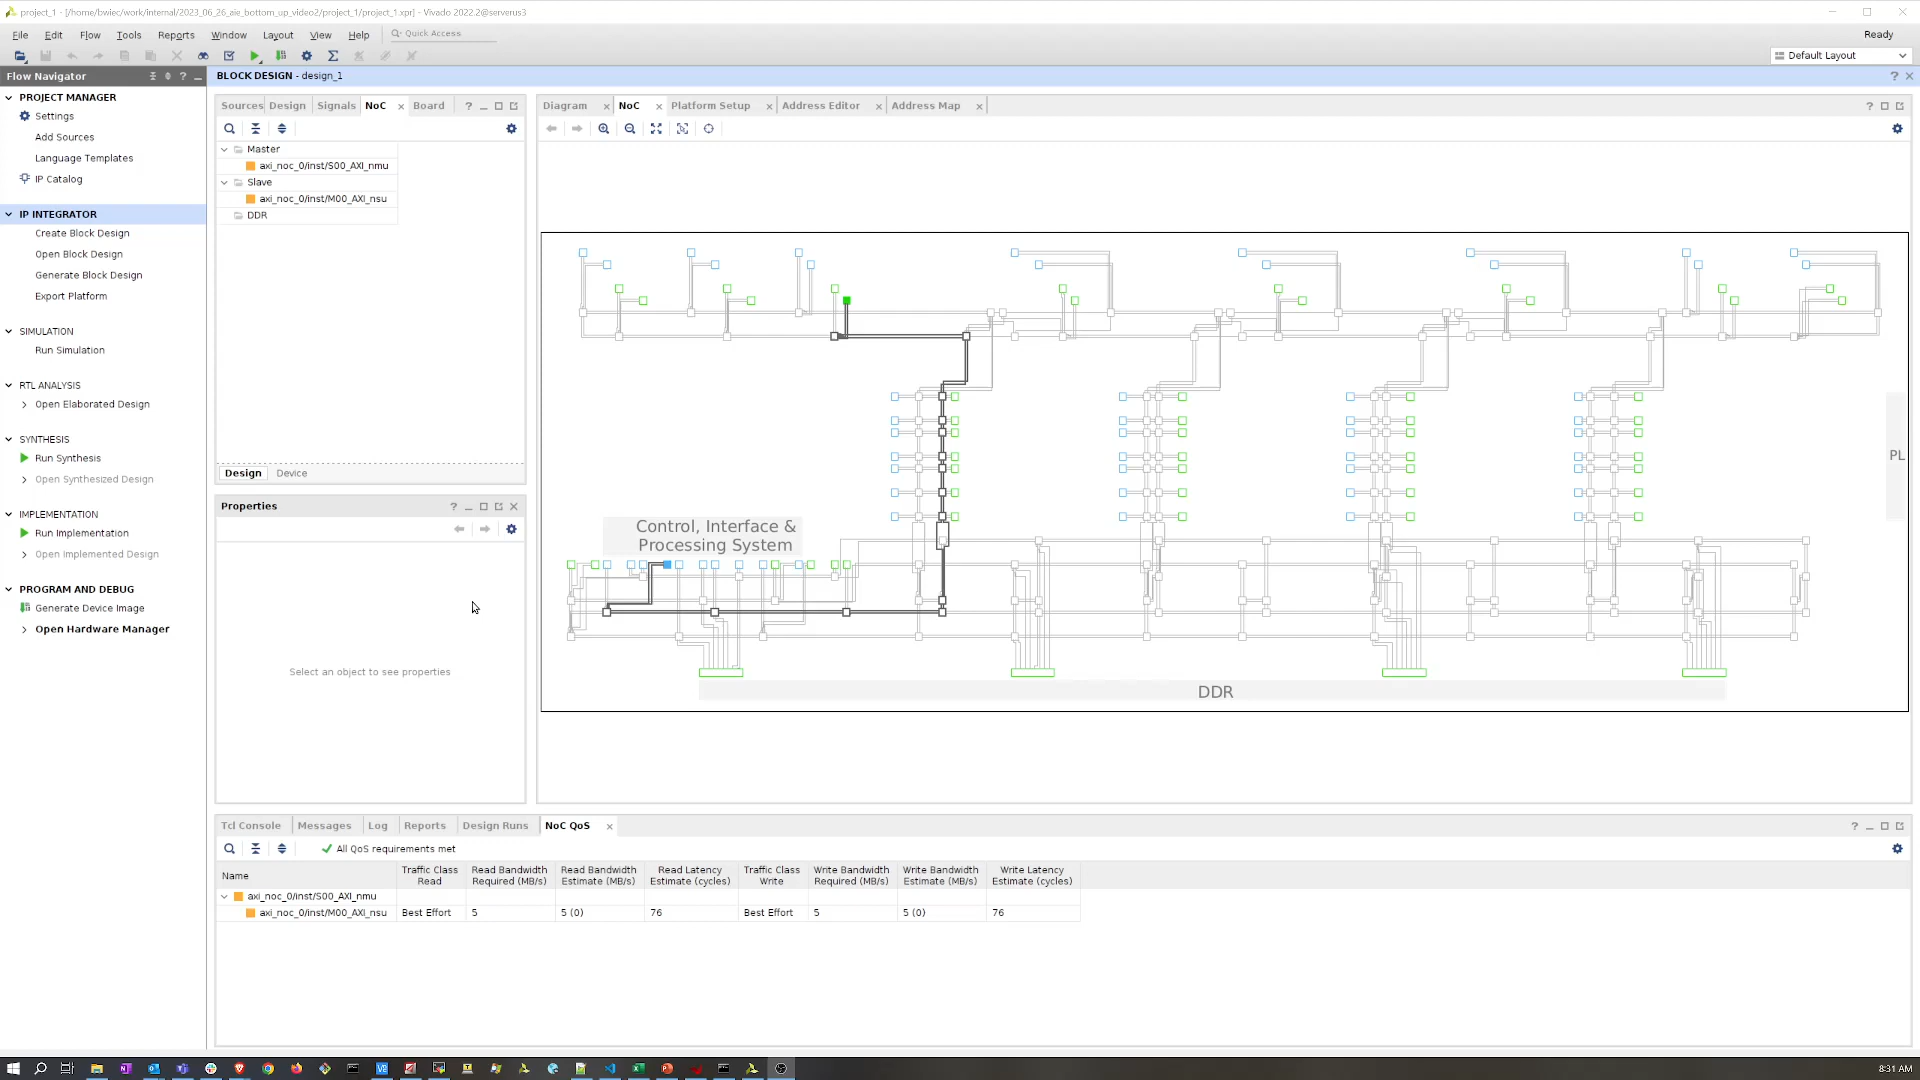 project_1 - [/home/bwiec/work/internal/2023_06_26_aie_bottom_up_video2/project_1/project_1.xpr] - Vivado 2022.2@serverus3
File Edit Flow Tools Reports Window Layout View Help Quick Access
Ready
Default Layout
Flow Navigator
PROJECT MANAGER
Settings
Add Sources
Language Templates
IP Catalog
IP INTEGRATOR
Create Block Design
Open Block Design
Generate Block Design
Export Platform
SIMULATION
Run Simulation
RTL ANALYSIS
Open Elaborated Design
SYNTHESIS
Run Synthesis
Open Synthesized Design
IMPLEMENTATION
Run Implementation
Open Implemented Design
PROGRAM AND DEBUG
Generate Device Image
Open Hardware Manager
BLOCK DESIGN - design_1
Sources Design Signals NoC Board
Master
axi_noc_0/inst/S00_AXI_nmu
Slave
axi_noc_0/inst/M00_AXI_nsu
DDR
Design Device
Properties
Select an object to see properties
Diagram NoC Platform Setup Address Editor Address Map
PL
Control, Interface &
Processing System
DDR
Tcl Console Messages Log Reports Design Runs NoC QoS
All QoS requirements met
Name Traffic Class Read Read Bandwidth Required (MB/s) Read Bandwidth Estimate (MB/s) Read Latency Estimate (cycles) Traffic Class Write Write Bandwidth Required (MB/s) Write Bandwidth Estimate (MB/s) Write Latency Estimate (cycles)
axi_noc_0/inst/S00_AXI_nmu
axi_noc_0/inst/M00_AXI_nsu Best Effort 5 5 (0) 76 Best Effort 5 5 (0) 76
8:31 AM